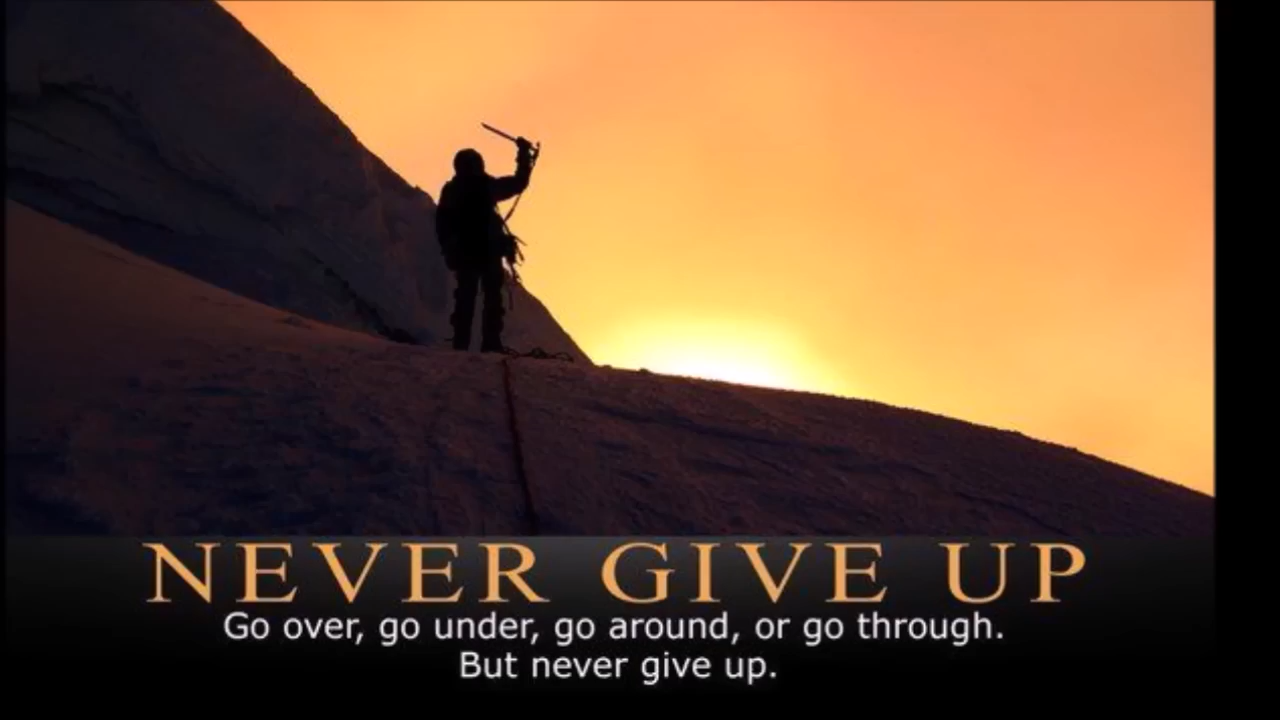 NEVER GIVE UP
Go over, go under, go around, or go through.
But never give up.